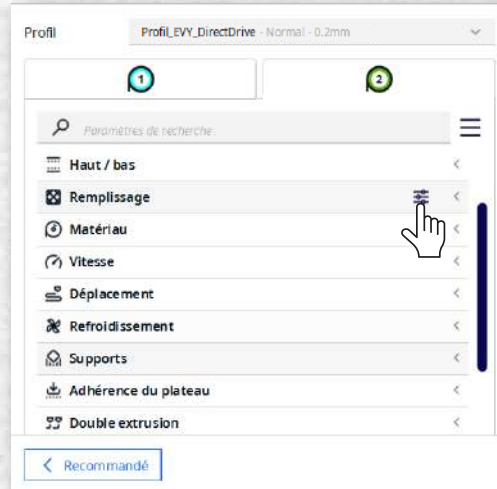 Profil Profil_EVY_DirectDrive - Normal - 0.2mm
1 2
Paramètres de recherche
Haut / bas
Remplissage
Matériau
Vitesse
Déplacement
Refroidissement
Supports
Adhérence du plateau
Double extrusion
Recommandé